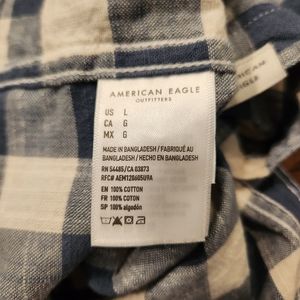 AMERICAN EAGLE
OUTFITTERS
US L
CA G
MX G
MADE IN BANGLADESH / FABRIQUÉ AU
BANGLADESH / HECHO EN BANGLADESH
RN 54485/CA 03873
RFC# AEM120605U9A
EN 100% COTTON
FR 100% COTON
SP 100% algodón